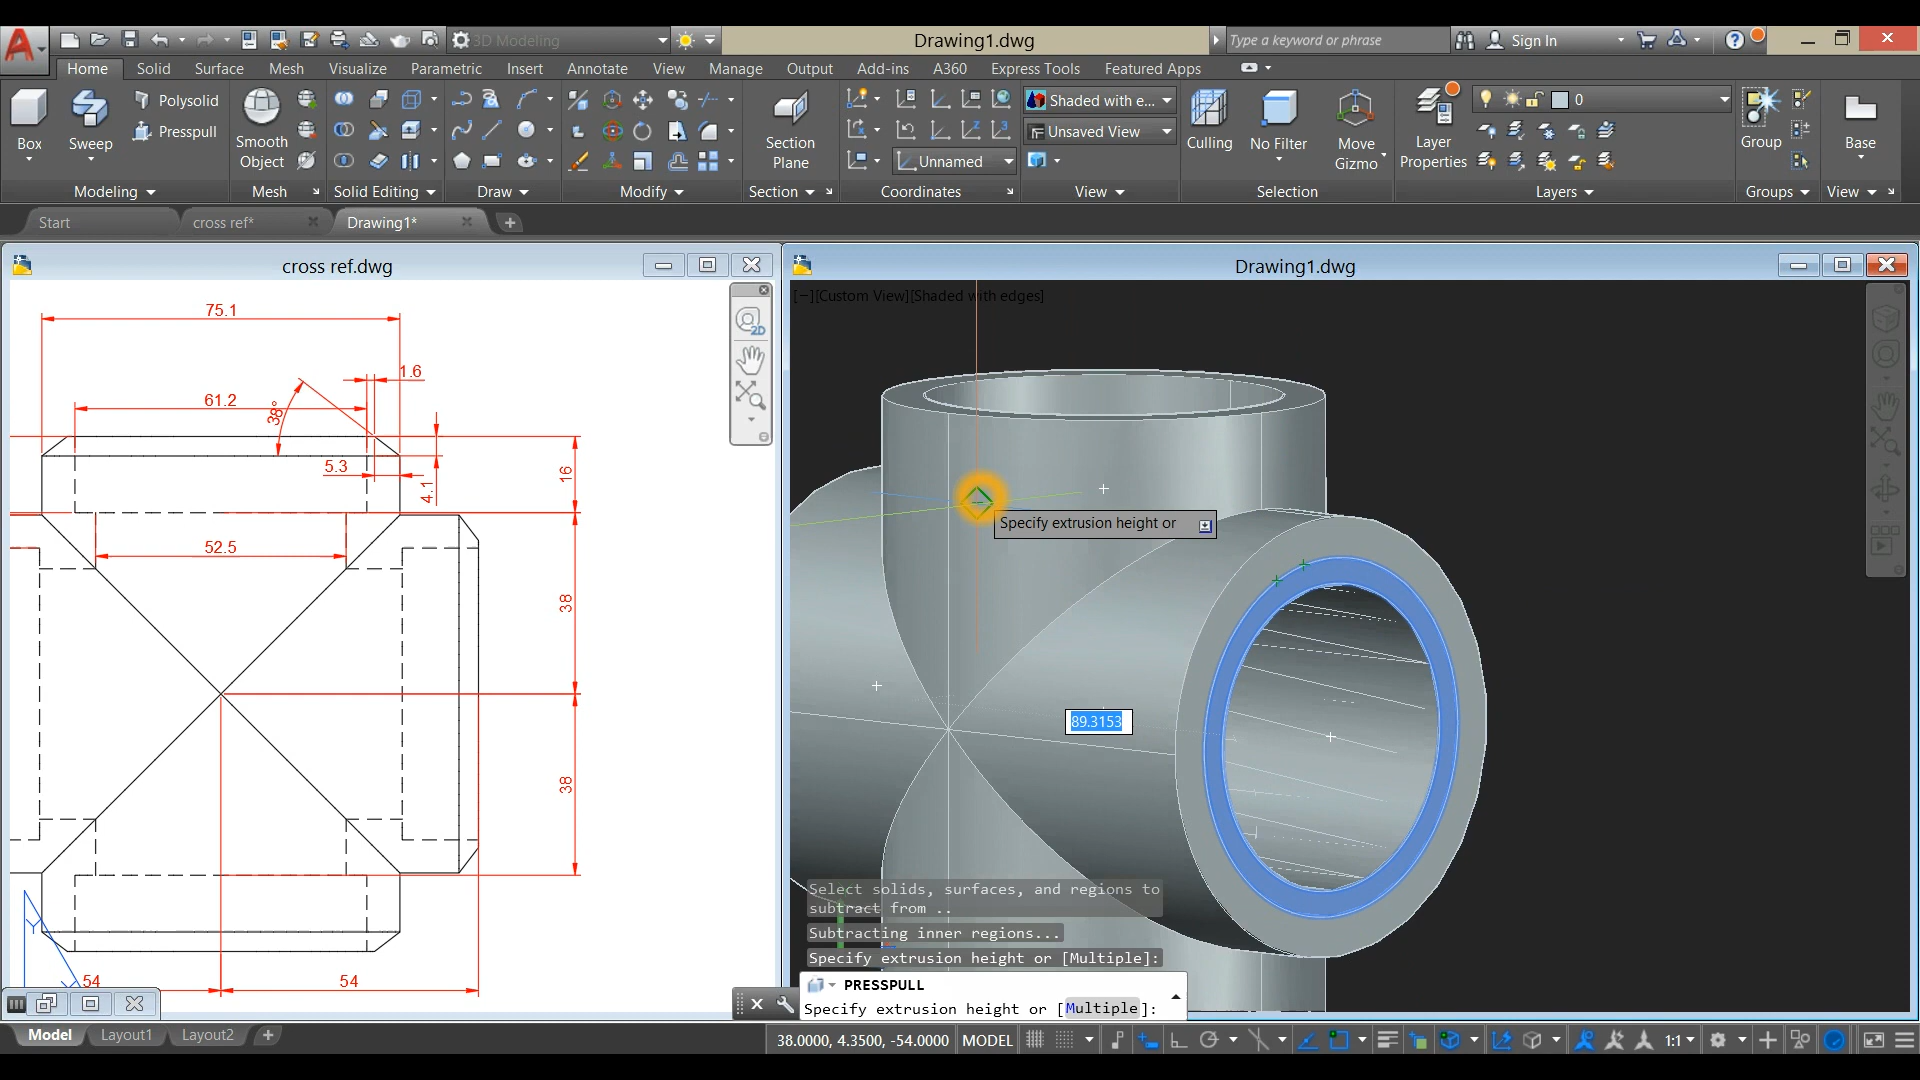 3D Modeling
Drawing1.dwg
Type a keyword or phrase
Sign In
Home
Solid
Surface
Mesh
Visualize
Parametric
Insert
Annotate
View
Manage
Output
Add-ins
A360
Express Tools
Featured Apps
Box
Sweep
Polysolid
Presspull
Smooth
Object
Section
Plane
Unnamed
Shaded with e...
Unsaved View
Culling
No Filter
Move
Gizmo
Layer
Properties
0
Group
Base
Modeling
Mesh
Solid Editing
Draw
Modify
Section
Coordinates
View
Selection
Layers
Groups
View
Start
cross ref*
Drawing1*
cross ref.dwg
75.1
1.6
61.2
38°
5.3
4.1
16
52.5
38
38
54
54
Y
2D
Drawing1.dwg
[−][Custom View][Shaded with edges]
Specify extrusion height or
89.3153
Select solids, surfaces, and regions to
subtract from ..
Subtracting inner regions...
Specify extrusion height or [Multiple]:
PRESSPULL
Specify extrusion height or [Multiple]:
Model
Layout1
Layout2
38.0000, 4.3500, -54.0000
MODEL
1:1